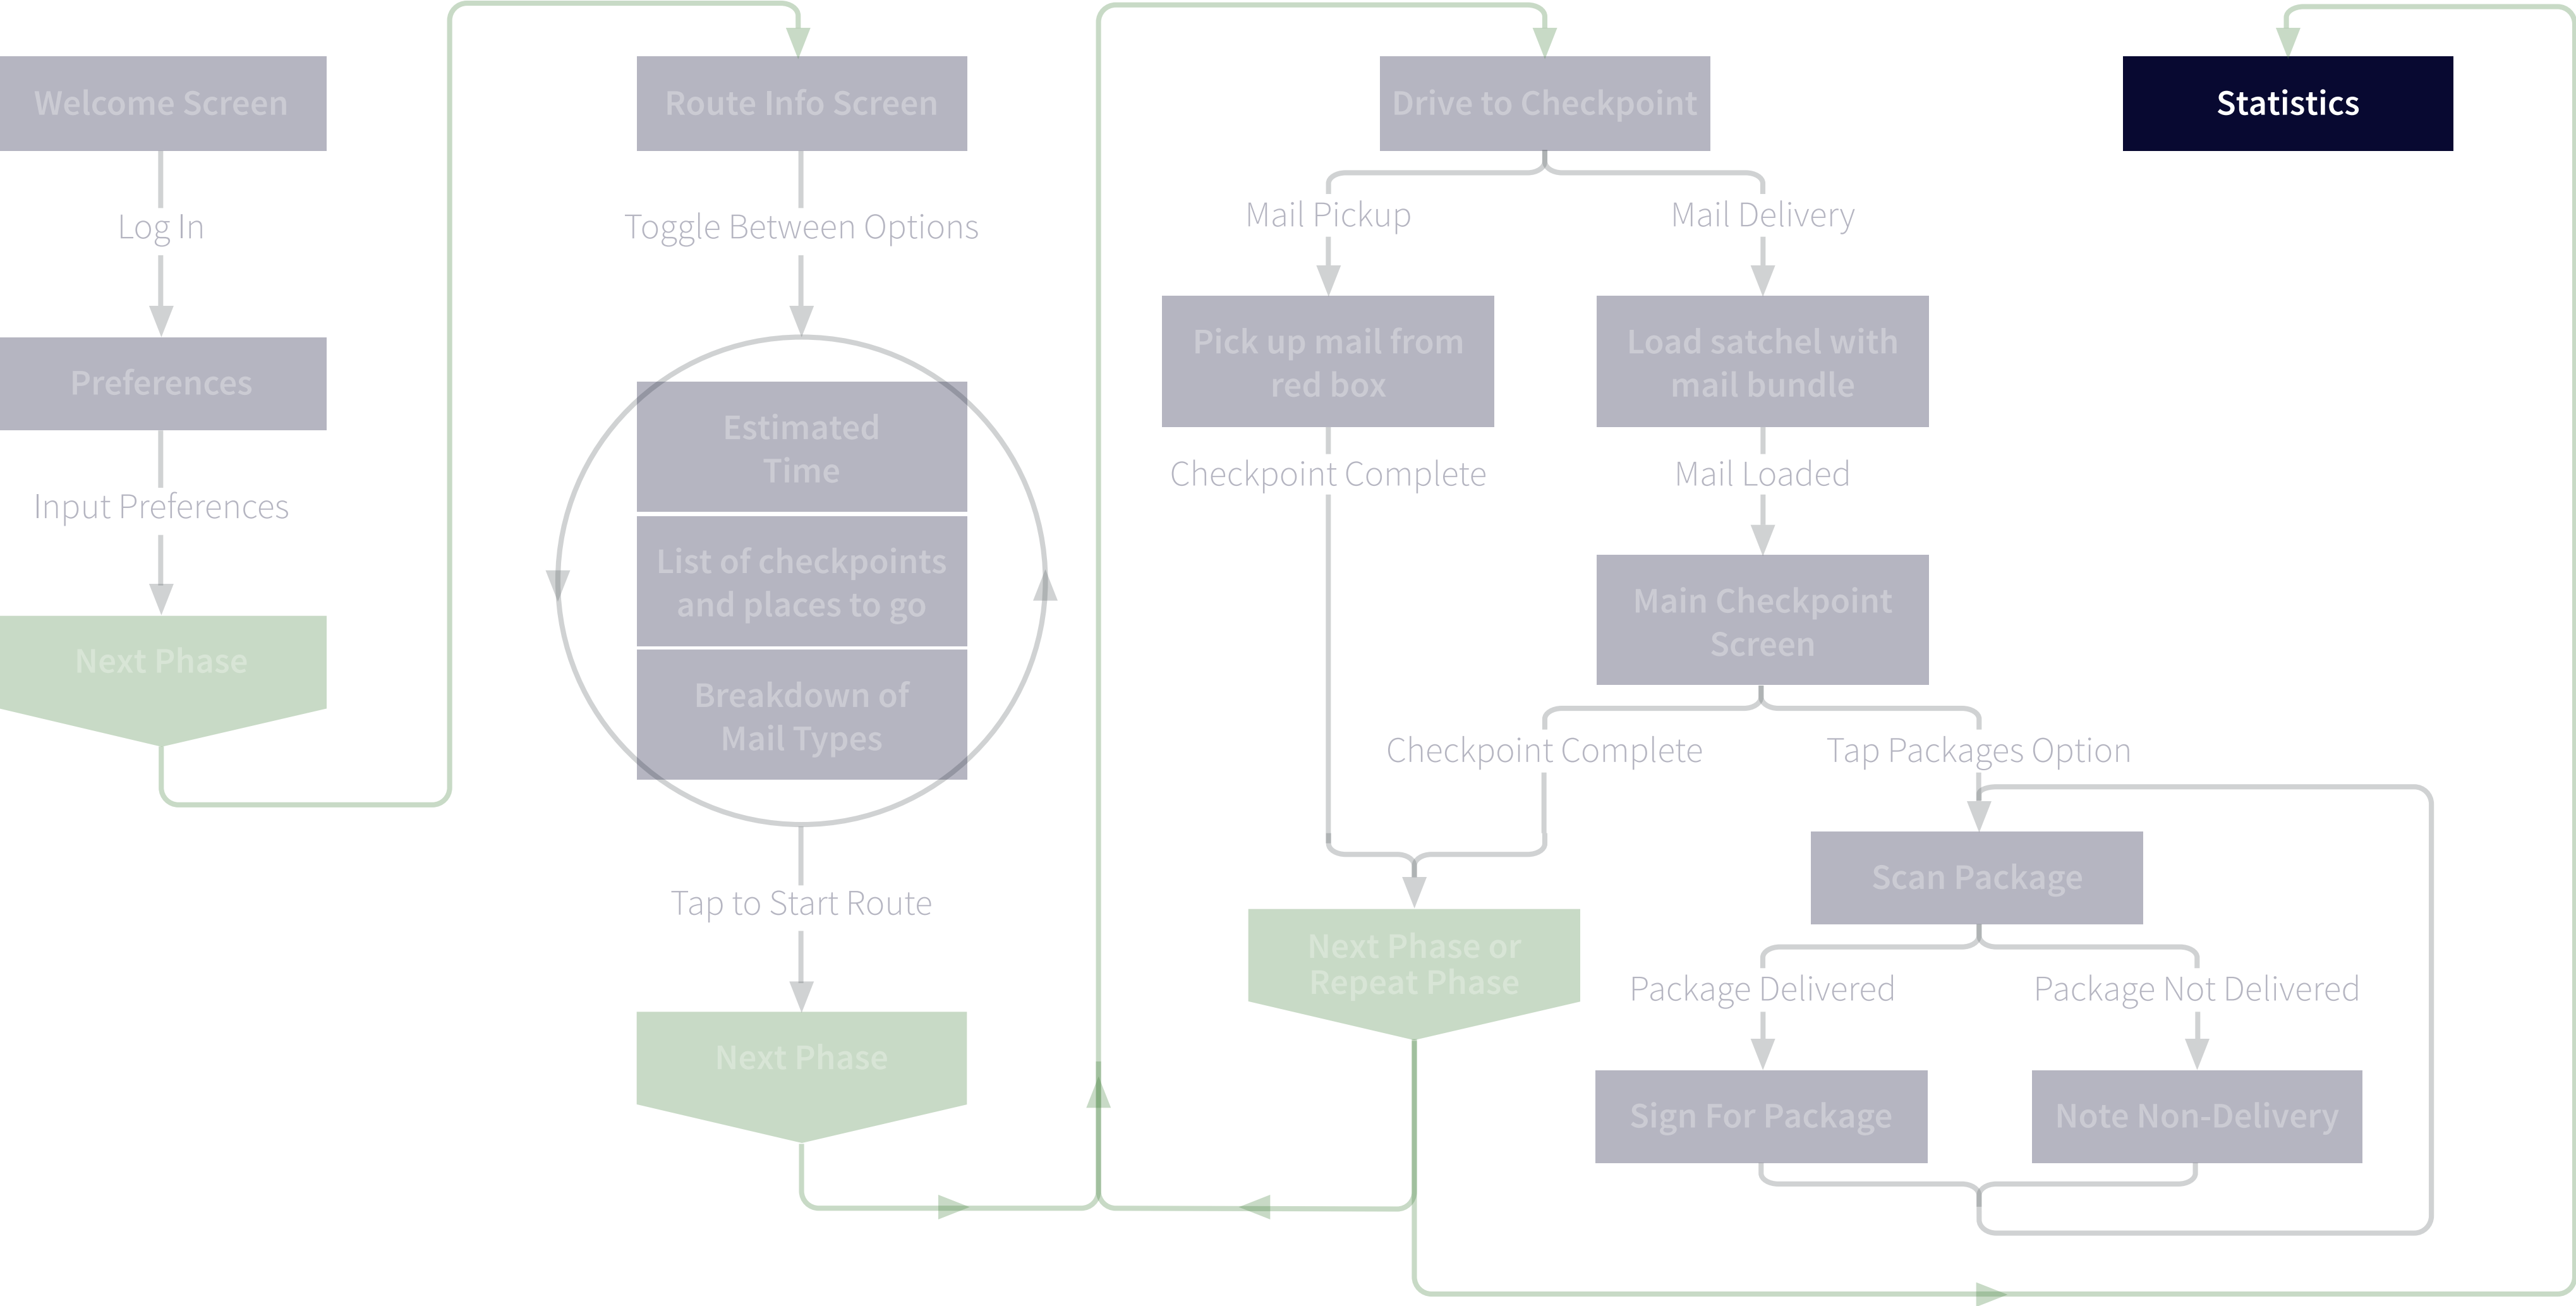 Welcome Screen
Log In
Preferences
Input Preferences
Next Phase
Route Info Screen
Toggle Between Options
Estimated
Time
List of checkpoints
and places to go
Breakdown of
Mail Types
Tap to Start Route
Next Phase
Drive to Checkpoint
Mail Pickup
Mail Delivery
Pick up mail from
red box
Load satchel with
mail bundle
Checkpoint Complete
Mail Loaded
Main Checkpoint
Screen
Checkpoint Complete
Tap Packages Option
Scan Package
Next Phase or
Repeat Phase
Package Delivered
Package Not Delivered
Sign For Package
Note Non-Delivery
Statistics